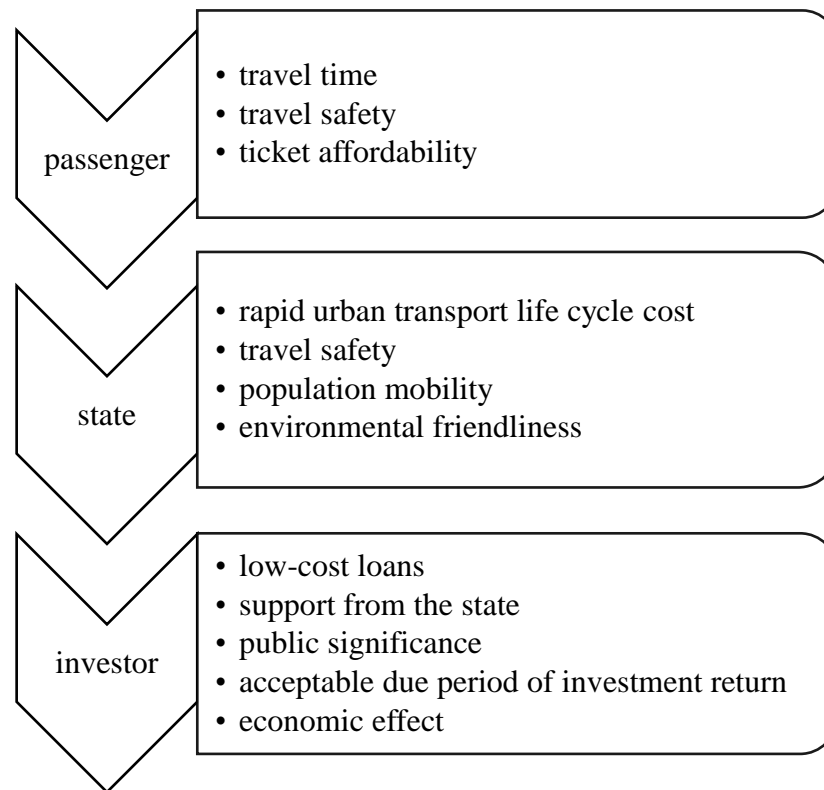 passenger
• travel time
• travel safety
• ticket affordability
state
• rapid urban transport life cycle cost
• travel safety
• population mobility
• environmental friendliness
investor
• low-cost loans
• support from the state
• public significance
• acceptable due period of investment return
• economic effect